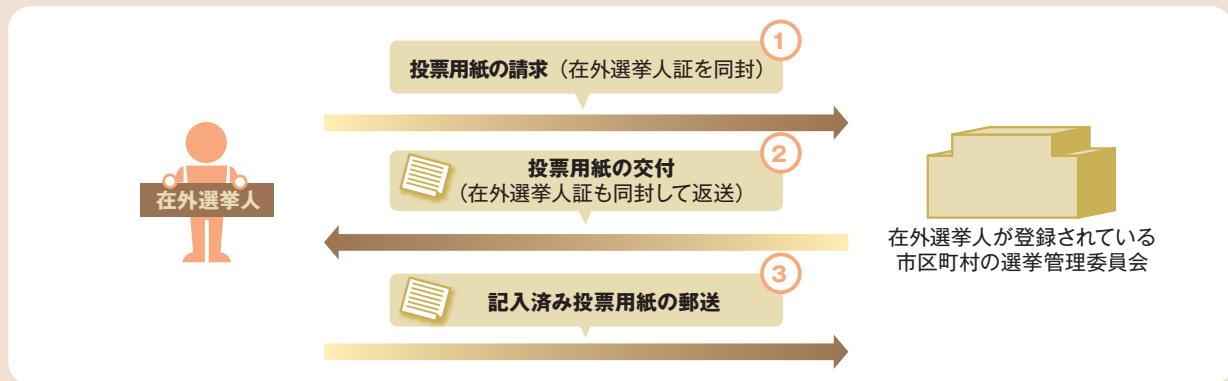 1
投票用紙の請求（在外選挙人証を同封）
2
投票用紙の交付
（在外選挙人証も同封して返送）
在外選挙人
在外選挙人が登録されている
市区町村の選挙管理委員会
3
記入済み投票用紙の郵送